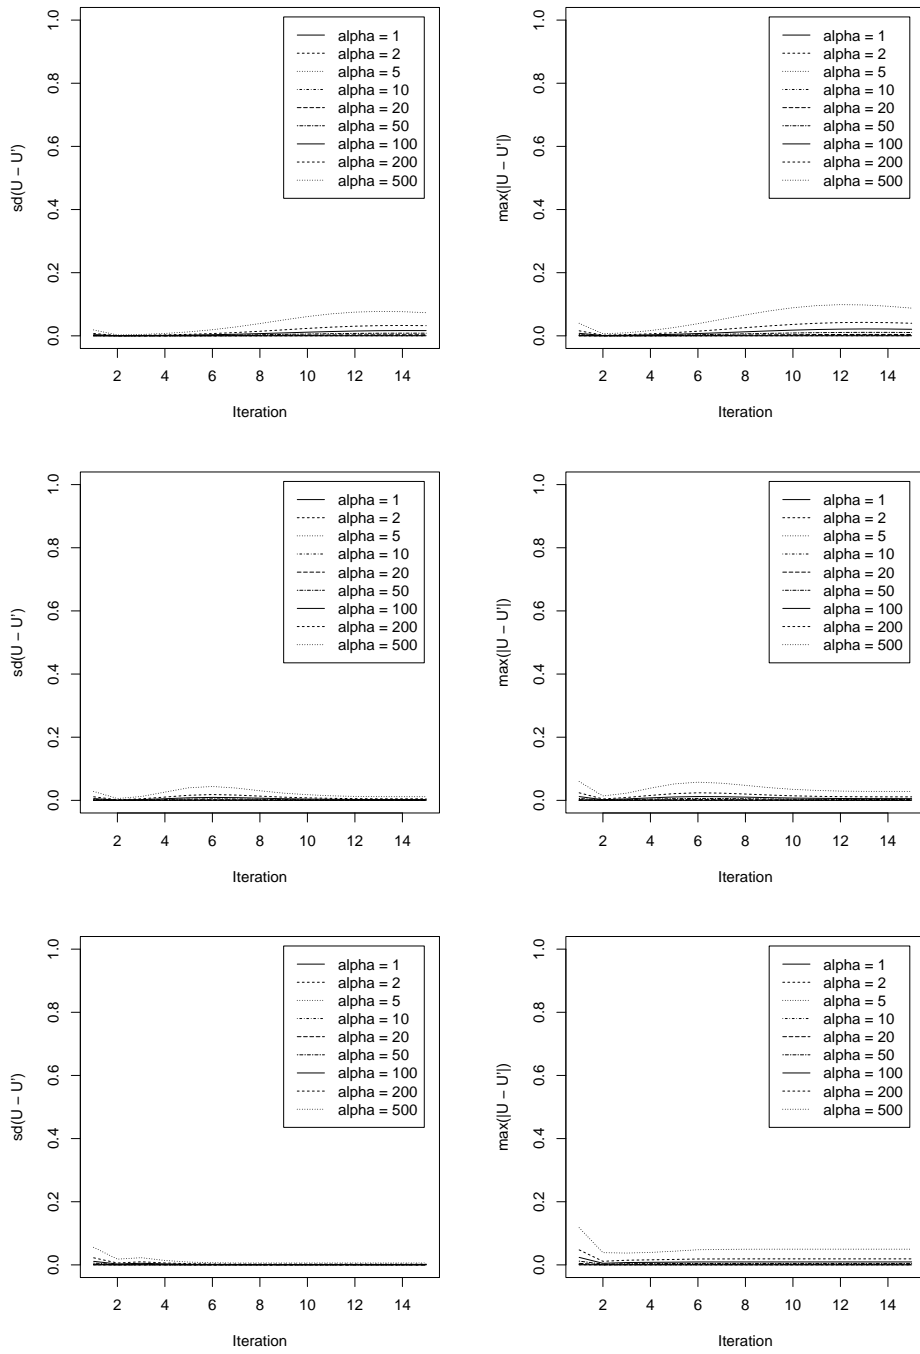 1.0
0.8
0.6
0.4
0.2
0.0
sd(U − U')
2 4 6 8 10 12 14
Iteration
alpha = 1
alpha = 2
alpha = 5
alpha = 10
alpha = 20
alpha = 50
alpha = 100
alpha = 200
alpha = 500
1.0
0.8
0.6
0.4
0.2
0.0
max(|U − U'|)
2 4 6 8 10 12 14
Iteration
alpha = 1
alpha = 2
alpha = 5
alpha = 10
alpha = 20
alpha = 50
alpha = 100
alpha = 200
alpha = 500
1.0
0.8
0.6
0.4
0.2
0.0
sd(U − U')
2 4 6 8 10 12 14
Iteration
alpha = 1
alpha = 2
alpha = 5
alpha = 10
alpha = 20
alpha = 50
alpha = 100
alpha = 200
alpha = 500
1.0
0.8
0.6
0.4
0.2
0.0
max(|U − U'|)
2 4 6 8 10 12 14
Iteration
alpha = 1
alpha = 2
alpha = 5
alpha = 10
alpha = 20
alpha = 50
alpha = 100
alpha = 200
alpha = 500
1.0
0.8
0.6
0.4
0.2
0.0
sd(U − U')
2 4 6 8 10 12 14
Iteration
alpha = 1
alpha = 2
alpha = 5
alpha = 10
alpha = 20
alpha = 50
alpha = 100
alpha = 200
alpha = 500
1.0
0.8
0.6
0.4
0.2
0.0
max(|U − U'|)
2 4 6 8 10 12 14
Iteration
alpha = 1
alpha = 2
alpha = 5
alpha = 10
alpha = 20
alpha = 50
alpha = 100
alpha = 200
alpha = 500